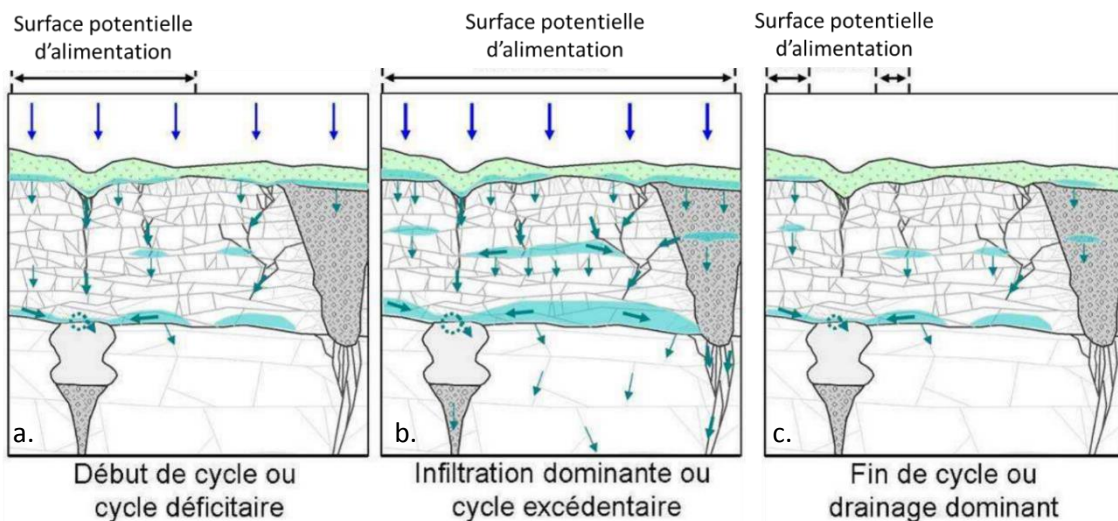 Surface potentielle
d’alimentation
Surface potentielle
d’alimentation
Surface potentielle
d’alimentation
a.
b.
c.
Début de cycle ou
cycle déficitaire
Infiltration dominante ou
cycle excédentaire
Fin de cycle ou
drainage dominant